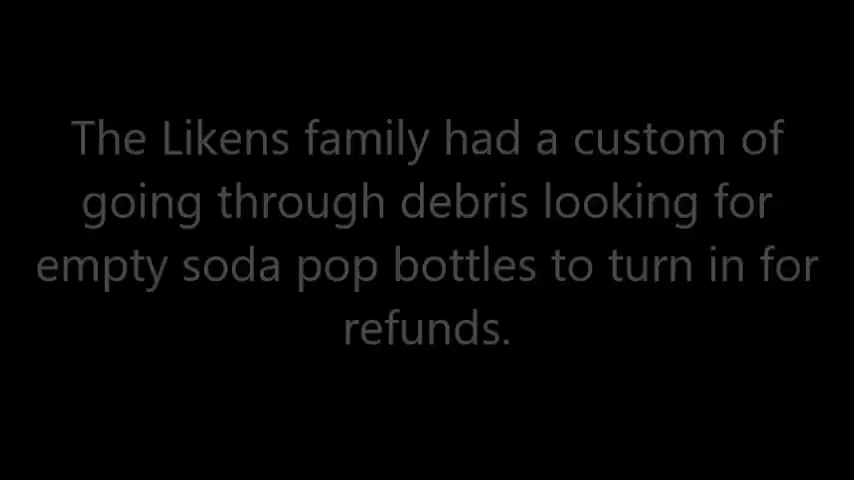 The Likens family had a custom of
going through debris looking for
empty soda pop bottles to turn in for
refunds.